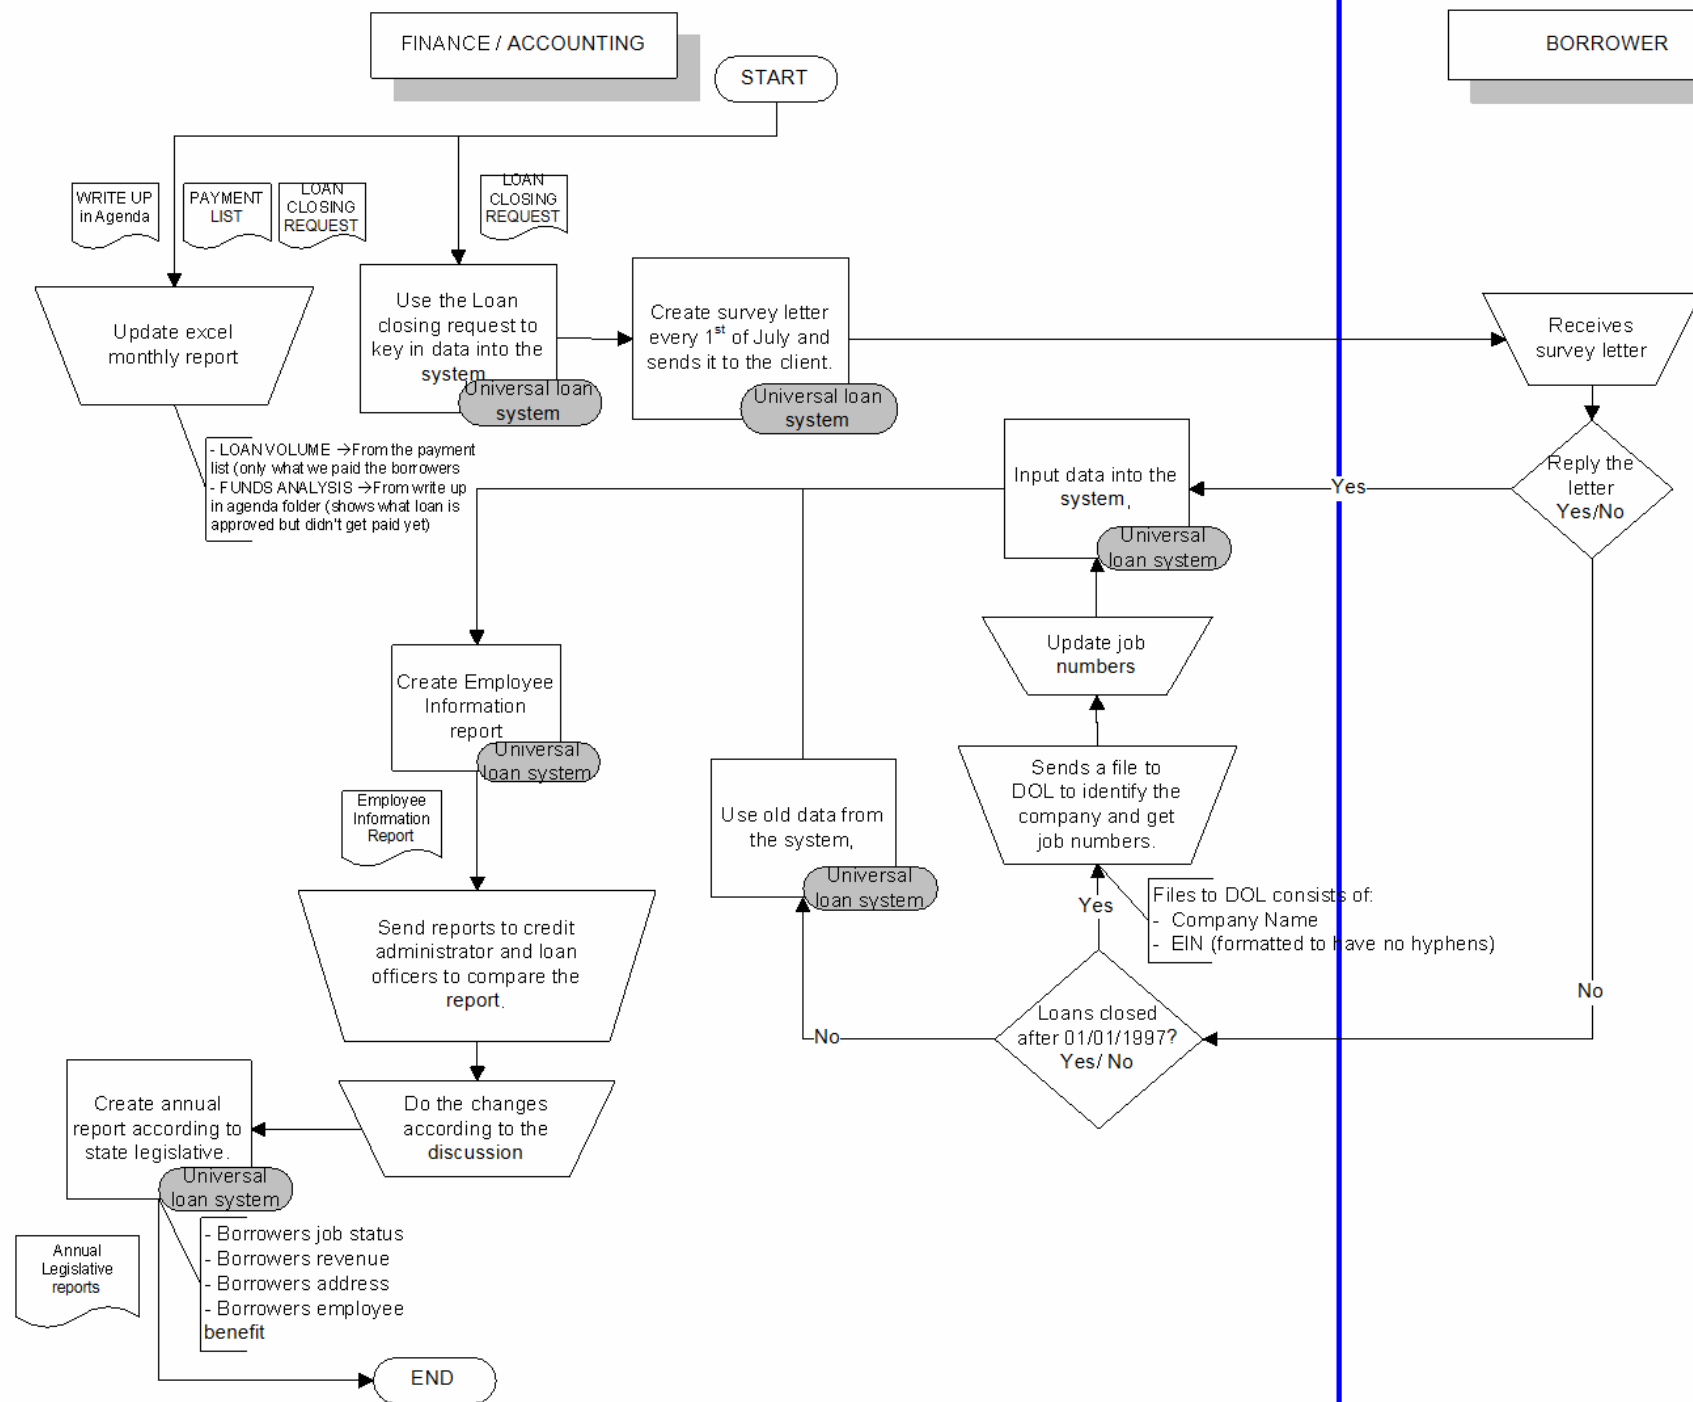 FINANCE / ACCOUNTING
BORROWER
START
WRITE UP
in Agenda
PAYMENT
LIST
LOAN
CLOSING
REQUEST
LOAN
CLOSING
REQUEST
Update excel
monthly report
Use the Loan
closing request to
key in data into the
system
Universal loan
system
Create survey letter
every 1st of July and
sends it to the client.
Universal loan
system
Receives
survey letter
- LOAN VOLUME →From the payment
list (only what we paid the borrowers
- FUNDS ANALYSIS →From write up
in agenda folder (shows what loan is
approved but didn't get paid yet)
Input data into the
system,
Universal
loan system
Yes
Reply the
letter
Yes/No
Update job
numbers
Create Employee
Information
report
Universal
loan system
Sends a file to
DOL to identify the
company and get
job numbers.
Use old data from
the system,
Universal
loan system
Employee
Information
Report
Yes
Files to DOL consists of:
- Company Name
- EIN (formatted to have no hyphens)
Send reports to credit
administrator and loan
officers to compare the
report.
No
Loans closed
after 01/01/1997?
Yes/ No
No
Create annual
report according to
state legislative.
Universal
loan system
Do the changes
according to the
discussion
Annual
Legislative
reports
- Borrowers job status
- Borrowers revenue
- Borrowers address
- Borrowers employee
benefit
END